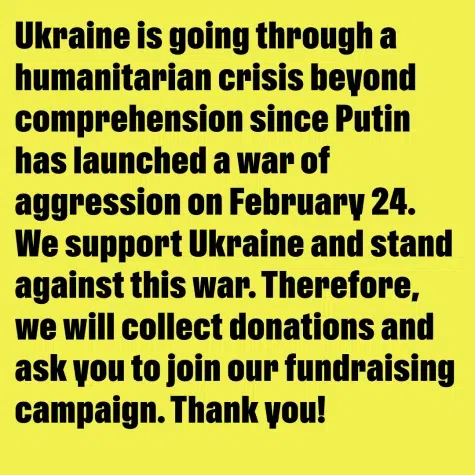 Ukraine is going through a
humanitarian crisis beyond
comprehension since Putin
has launched a war of
aggression on February 24.
We support Ukraine and stand
against this war. Therefore,
we will collect donations and
ask you to join our fundraising
campaign. Thank you!